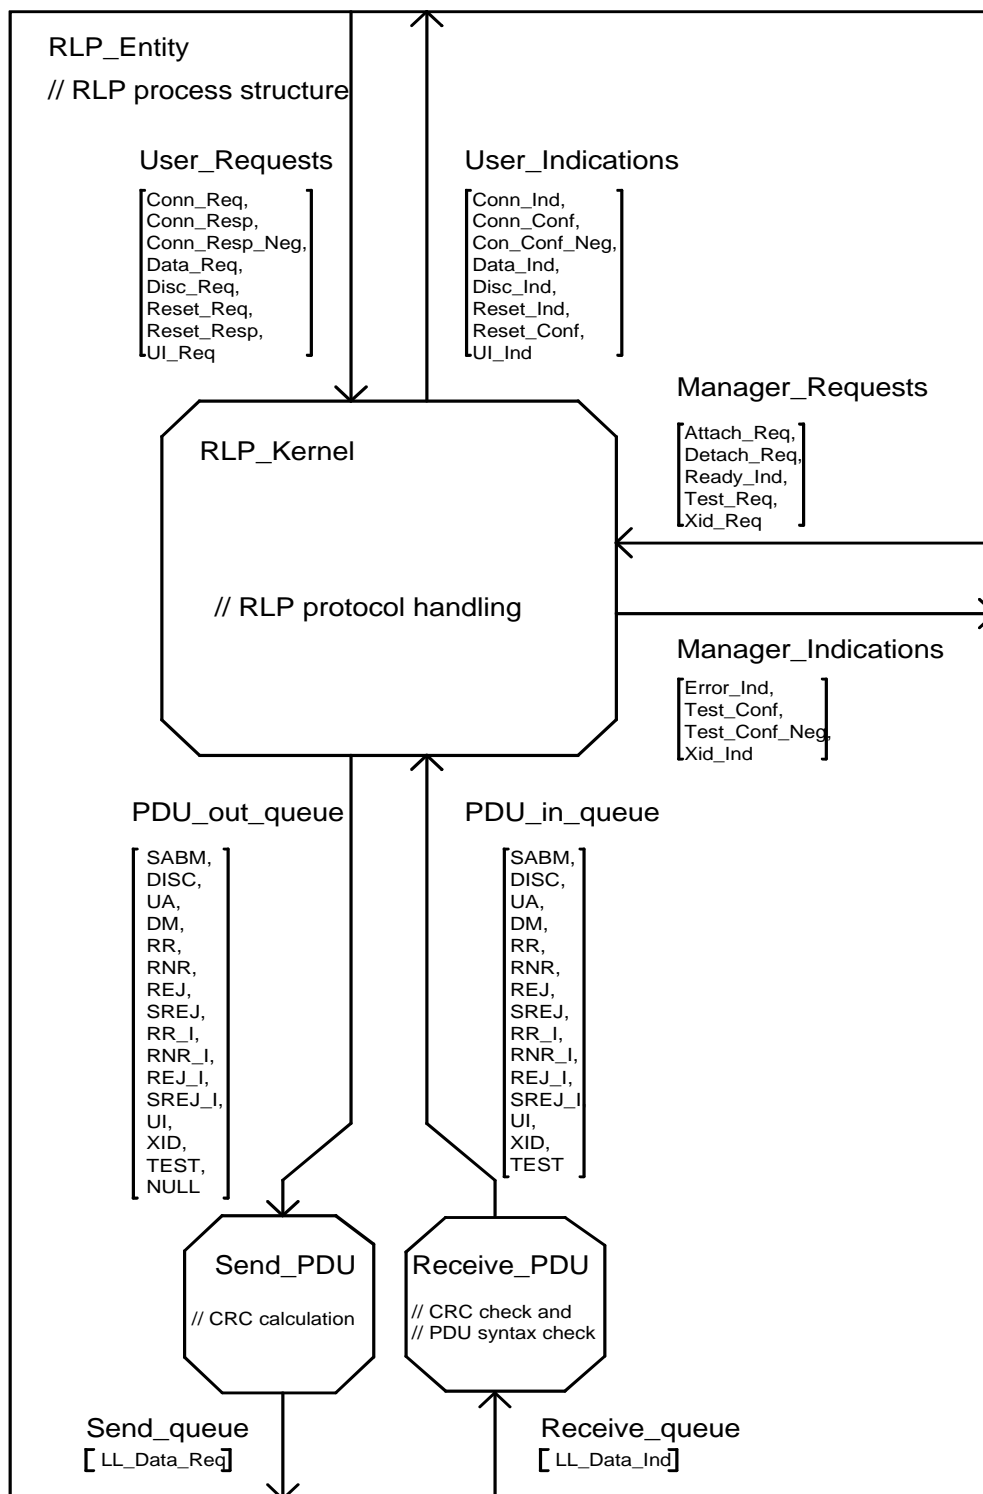 RLP_Entity
// RLP process structure
User_Requests
Conn_Req,
Conn_Resp,
Conn_Resp_Neg,
Data_Req,
Disc_Req,
Reset_Req,
Reset_Resp,
UI_Req
User_Indications
Conn_Ind,
Conn_Conf,
Con_Conf_Neg,
Data_Ind,
Disc_Ind,
Reset_Ind,
Reset_Conf,
UI_Ind
Manager_Requests
Attach_Req,
Detach_Req,
Ready_Ind,
Test_Req,
Xid_Req
RLP_Kernel
// RLP protocol handling
Manager_Indications
Error_Ind,
Test_Conf,
Test_Conf_Neg,
Xid_Ind
PDU_out_queue
SABM,
DISC,
UA,
DM,
RR,
RNR,
REJ,
SREJ,
RR_I,
RNR_I,
REJ_I,
SREJ_I,
UI,
XID,
TEST,
NULL
PDU_in_queue
SABM,
DISC,
UA,
DM,
RR,
RNR,
REJ,
SREJ,
RR_I,
RNR_I,
REJ_I,
SREJ_I,
UI,
XID,
TEST
Send_PDU
// CRC calculation
Receive_PDU
// CRC check and
// PDU syntax check
Send_queue
[ LL_Data_Req]
Receive_queue
[ LL_Data_Ind]